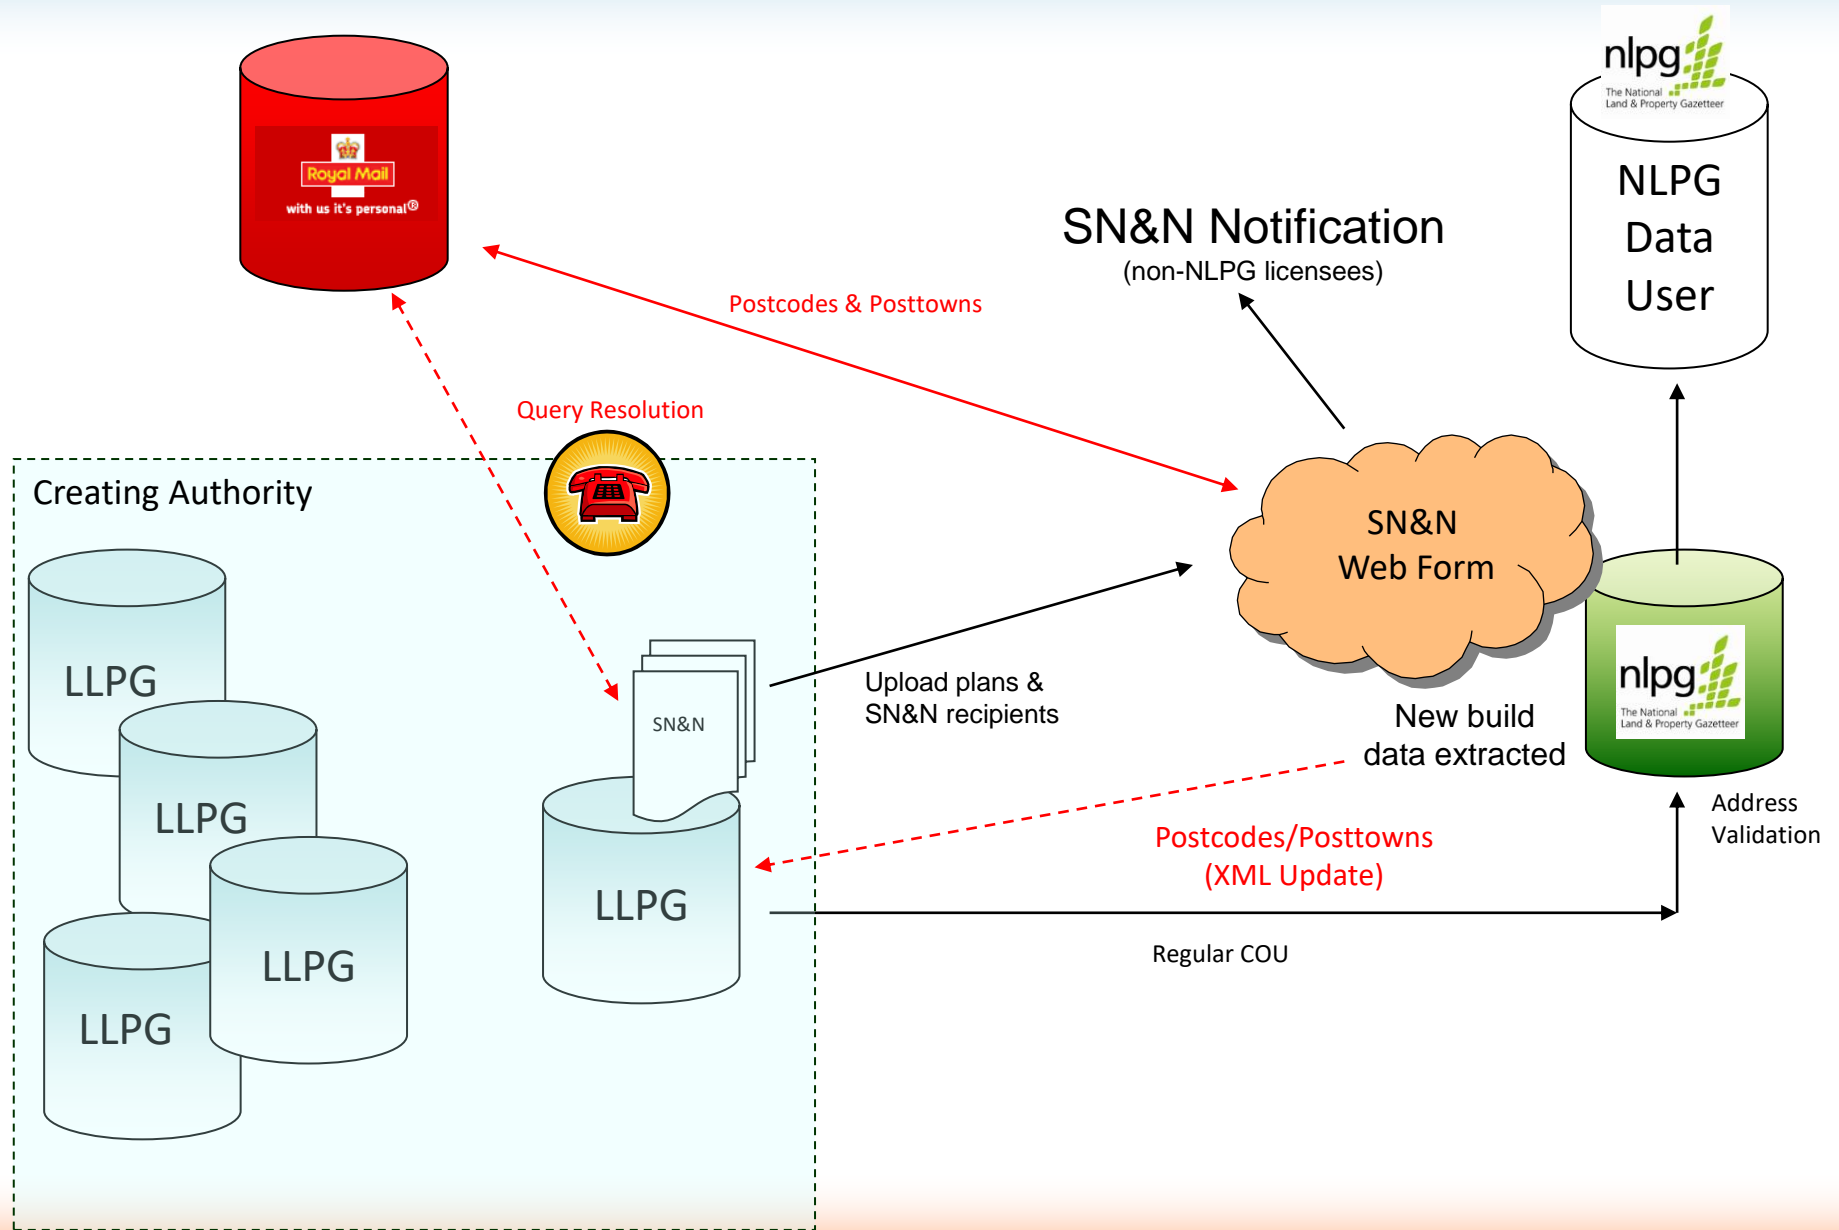 nlpg
The National
Land & Property Gazetteer
Royal Mail
with us it's personal®
NLPG
Data
User
SN&N Notification
(non-NLPG licensees)
Postcodes & Posttowns
Query Resolution
Creating Authority
SN&N
Web Form
LLPG
LLPG
LLPG
LLPG
SN&N
LLPG
Upload plans &
SN&N recipients
nlpg
The National
Land & Property Gazetteer
New build
data extracted
Address
Validation
Postcodes/Posttowns
(XML Update)
Regular COU